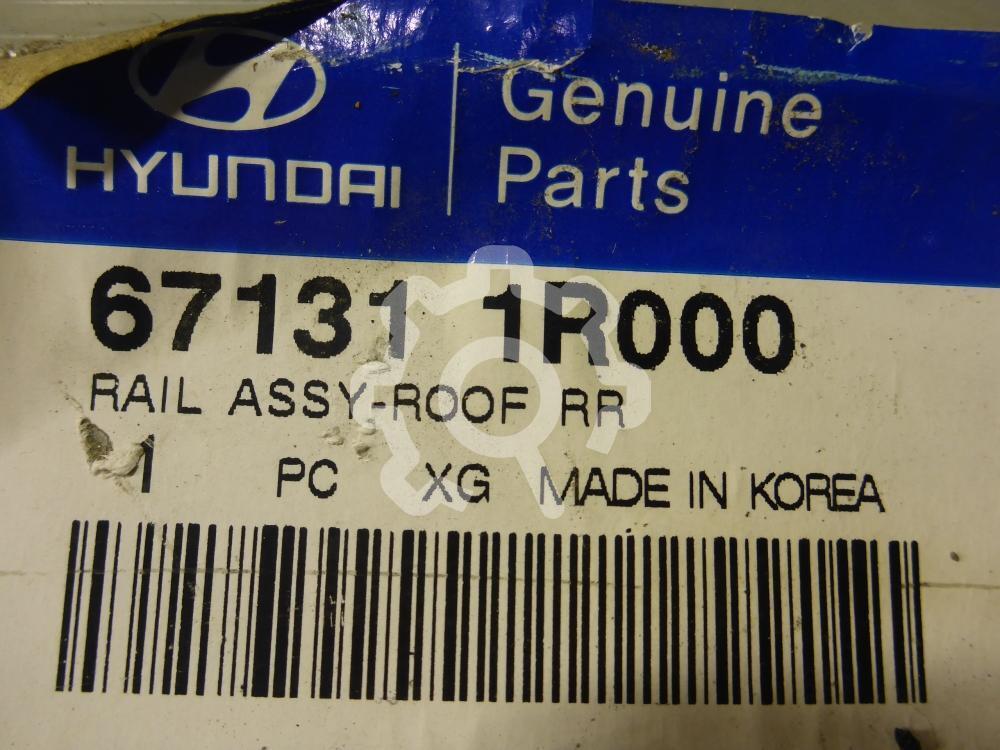 HYUNDAI
Genuine
Parts
67131 1R000
RAIL ASSY-ROOF RR
1 PC XG MADE IN KOREA